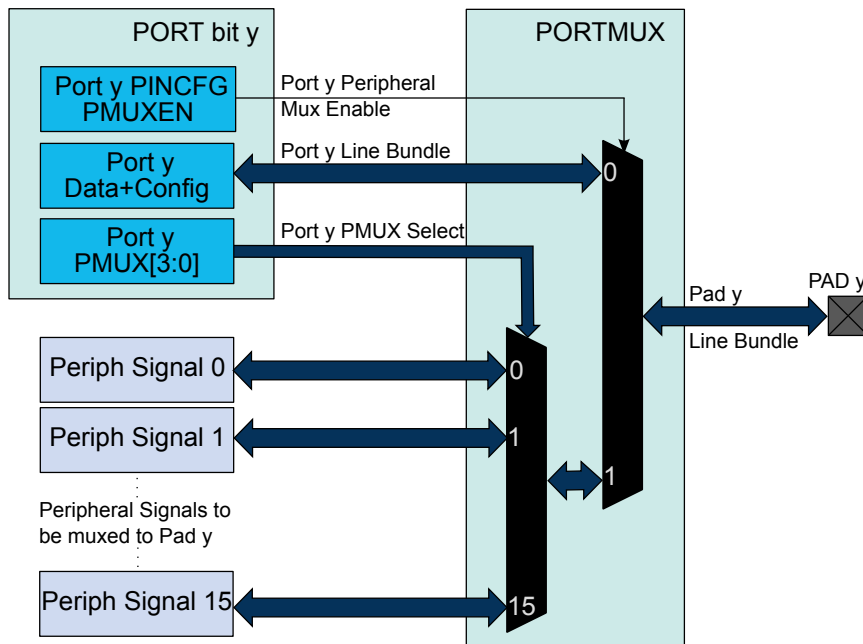 PORT bit y
PORTMUX
Port y PINCFG
PMUXEN
Port y Peripheral
Mux Enable
Port y
Data+Config
Port y Line Bundle
0
Port y
PMUX[3:0]
Port y PMUX Select
Pad y
Line Bundle
PAD y
Periph Signal 0
0
Periph Signal 1
1
1
Peripheral Signals to
be muxed to Pad y
Periph Signal 15
15